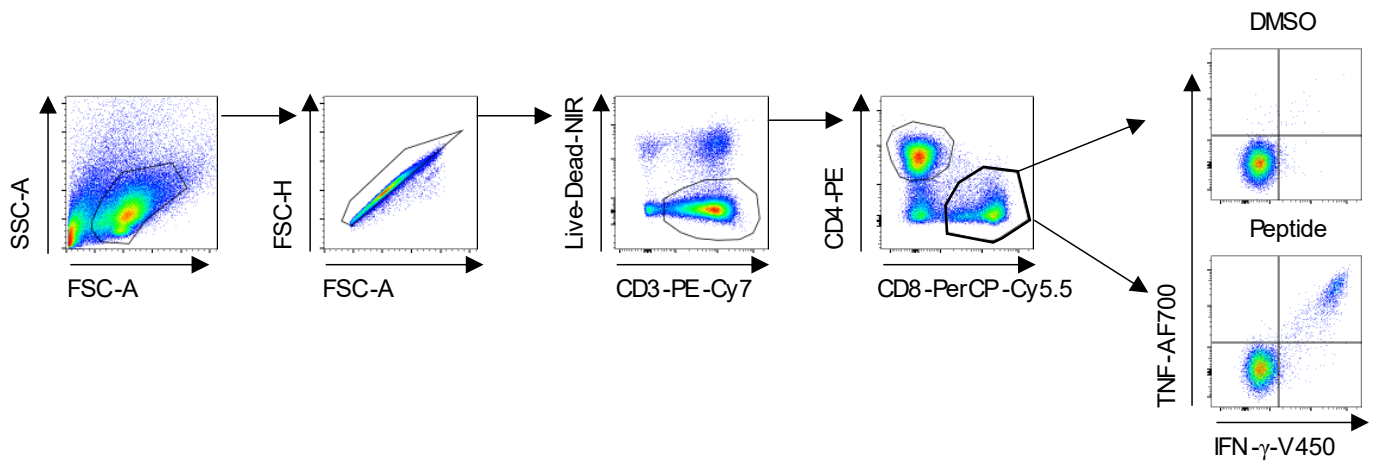 DMSO
SSC-A
FSC-A
FSC-H
FSC-A
Live-Dead-NIR
CD3-PE-Cy7
CD4-PE
CD8-PerCP-Cy5.5
Peptide
TNF-AF700
IFN-γ-V450